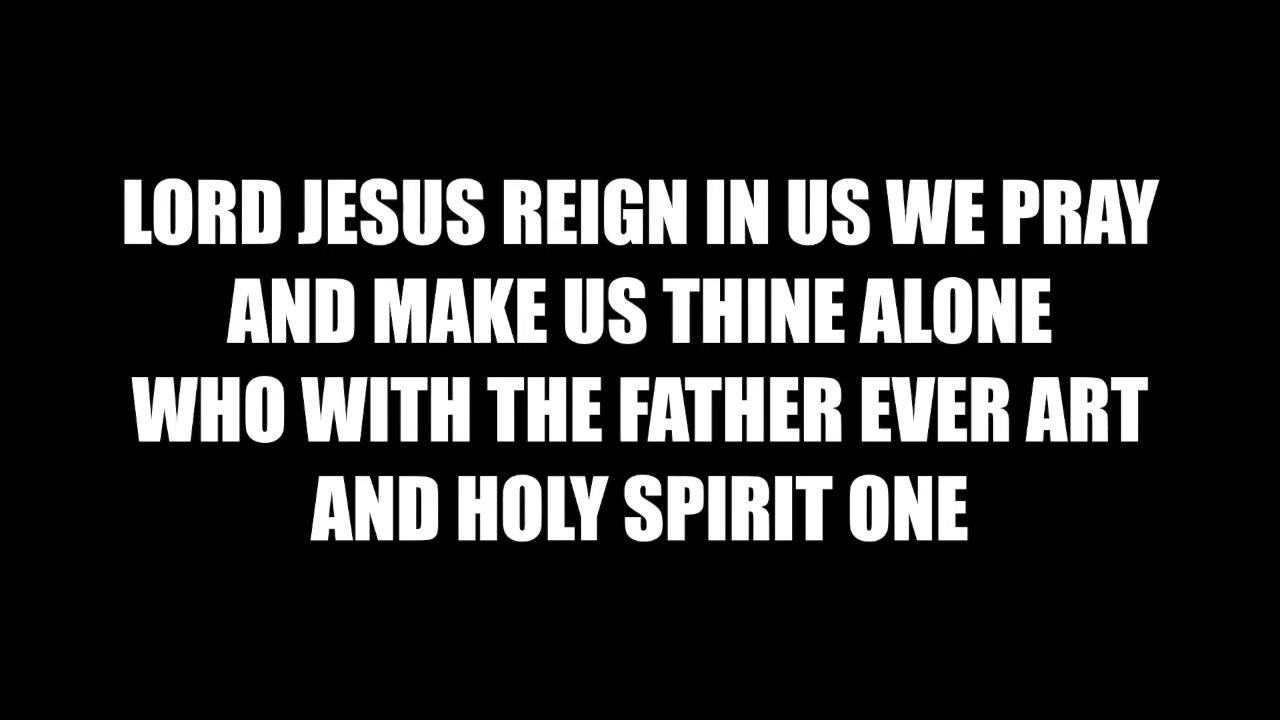 LORD JESUS REIGN IN US WE PRAY
AND MAKE US THINE ALONE
WHO WITH THE FATHER EVER ART
AND HOLY SPIRIT ONE